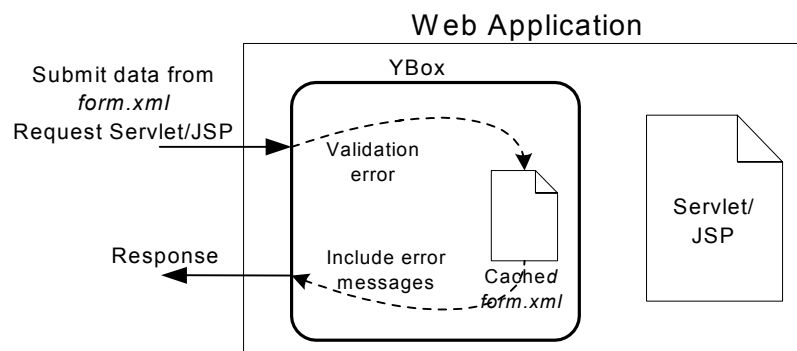 Web Application
YBox
Submit data from
form.xml
Request Servlet/JSP
Validation
error
Servlet/
JSP
Response
Include error
messages
Cached
form.xml